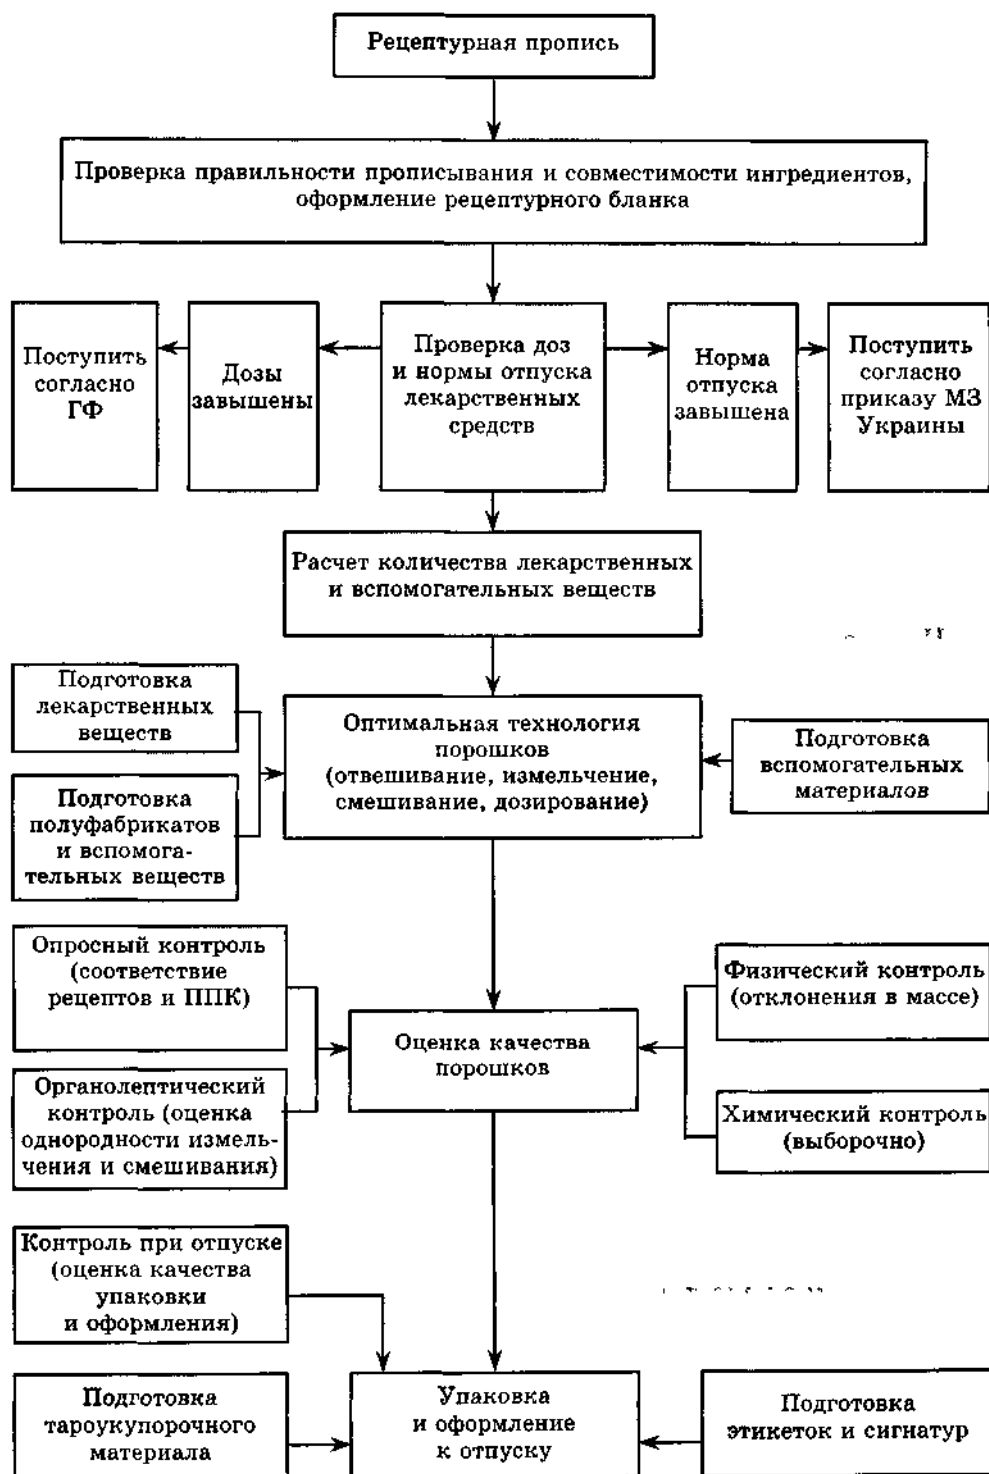 Рецептурная пропись
Проверка правильности прописывания и совместимости ингредиентов,
оформление рецептурного бланка
Поступить
согласно
ГФ
Дозы
завышены
Проверка доз
и нормы отпуска
лекарственных
средств
Норма
отпуска
завышена
Поступить
согласно
приказу МЗ
Украины
Расчет количества лекарственных
и вспомогательных веществ
Подготовка
лекарственных
веществ
Подготовка
полуфабрикатов
и вспомога-
тельных веществ
Оптимальная технология
порошков
(отвешивание, измельчение,
смешивание, дозирование)
Подготовка
вспомогательных
материалов
Опросный контроль
(соответствие
рецептов и ППК)
Органолептический
контроль (оценка
однородности измель-
чения и смешивания)
Оценка качества
порошков
Физический контроль
(отклонения в массе)
Химический контроль
(выборочно)
Контроль при отпуске
(оценка качества
упаковки
и оформления)
Подготовка
тароукупорочного
материала
Упаковка
и оформление
к отпуску
Подготовка
этикеток и сигнатур